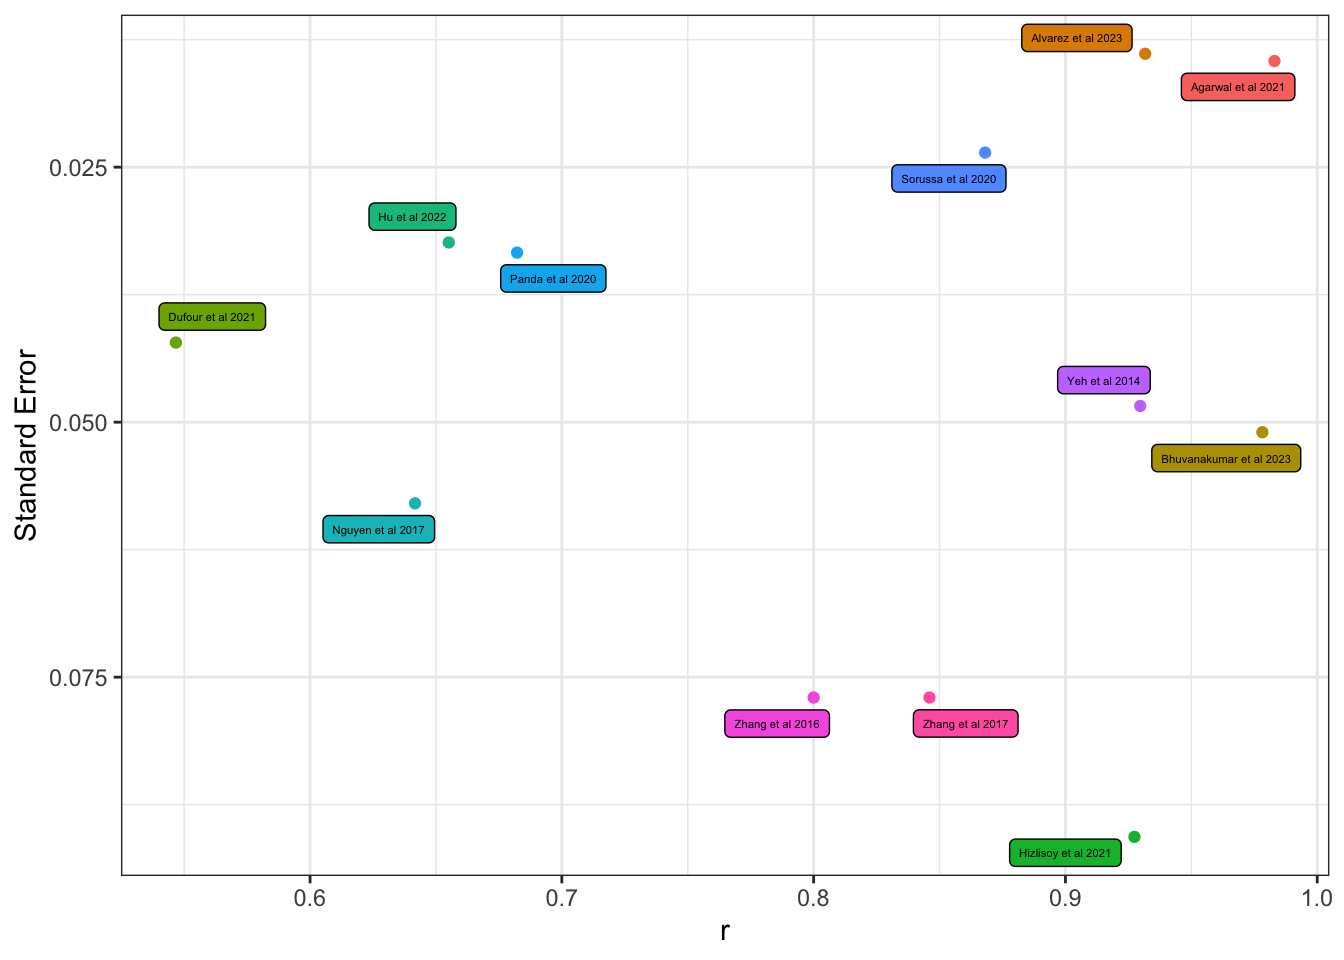 Alvarez et al 2023
Agarwal et al 2021
0.025
Sorussa et al 2020
Hu et al 2022
Panda et al 2020
Dufour et al 2021
Yeh et al 2014
0.050
Standard Error
Bhuvanakumar et al 2023
Nguyen et al 2017
0.075
Zhang et al 2016
Zhang et al 2017
Hizlisoy et al 2021
0.6
0.7
0.8
0.9
1.0
r